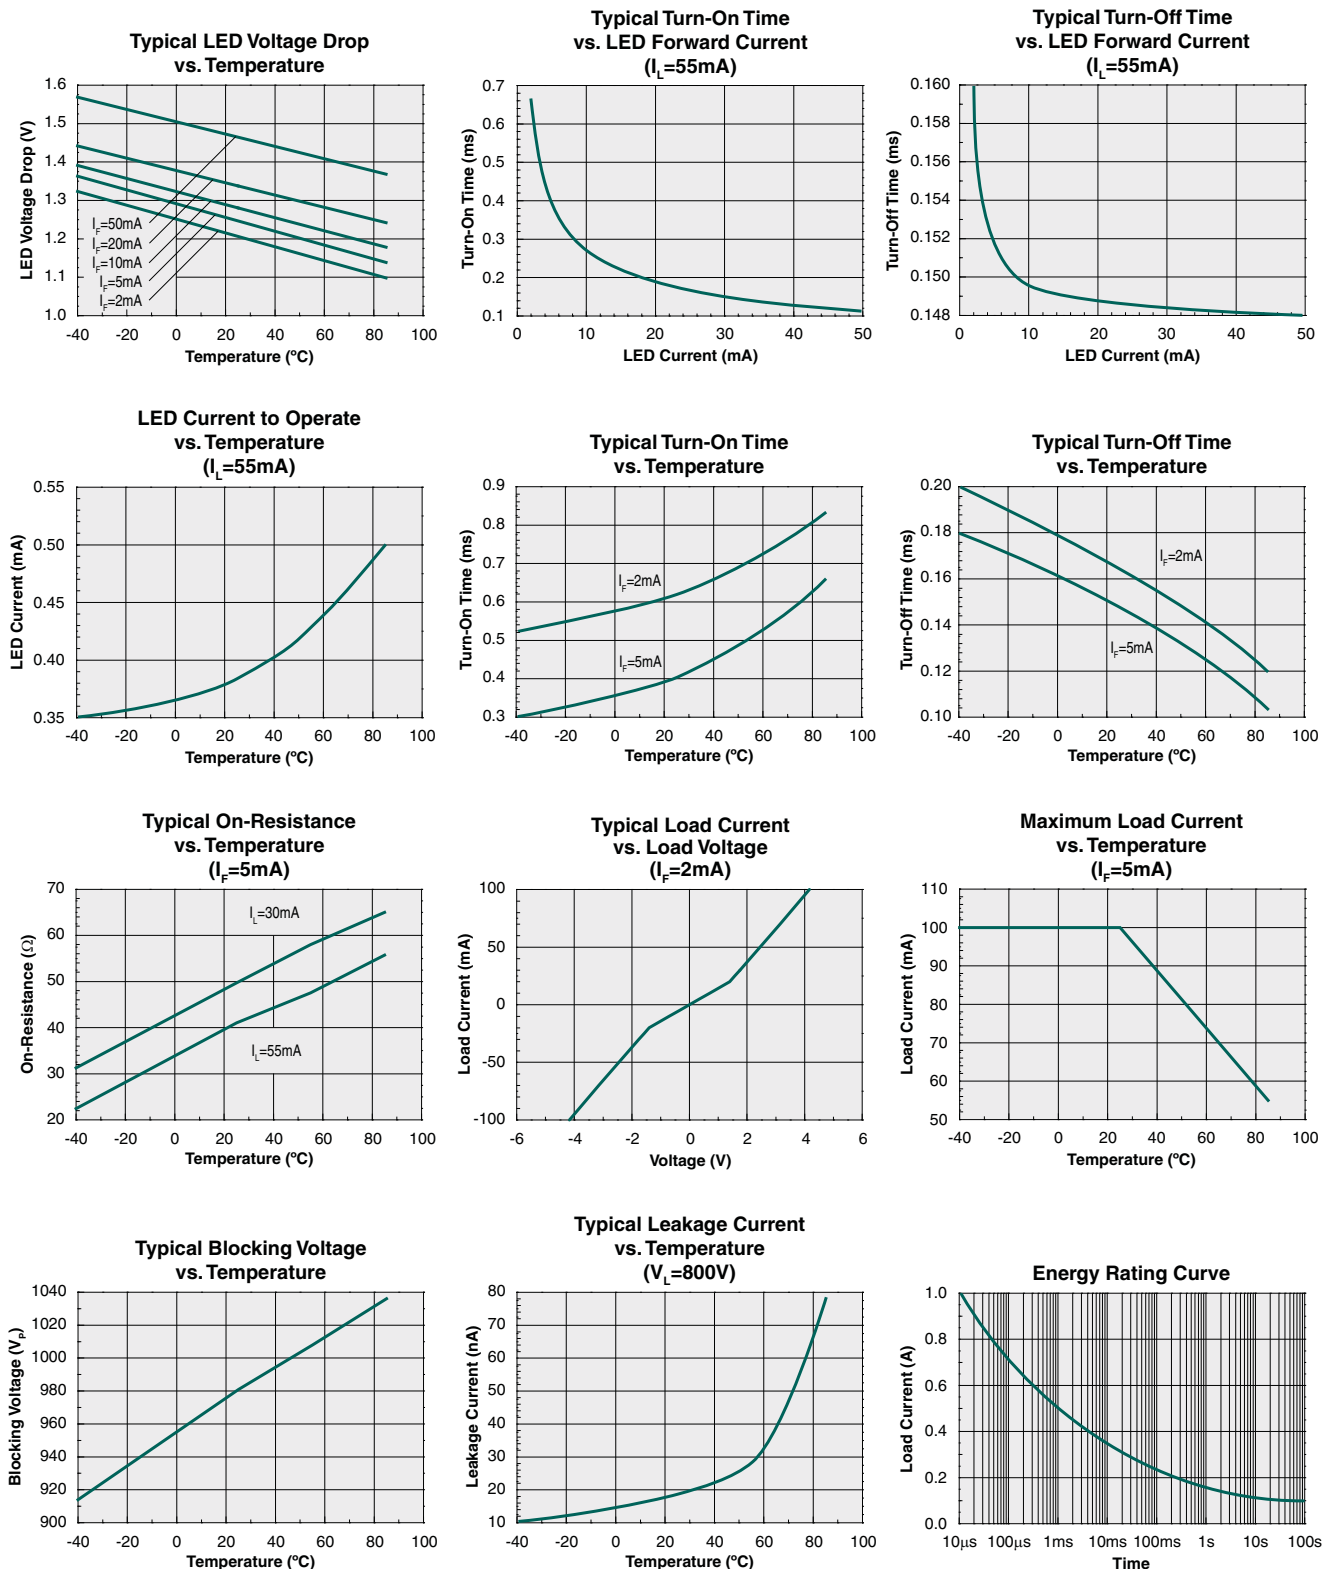 Typical LED Voltage Drop
vs. Temperature
LED Voltage Drop (V)
1.6
1.5
1.4
1.3
1.2
1.1
1.0
IF=50mA
IF=20mA
IF=10mA
IF=5mA
IF=2mA
-40 -20 0 20 40 60 80 100
Temperature (ºC)
Typical Turn-On Time
vs. LED Forward Current
(IL=55mA)
Turn-On Time (ms)
0.7
0.6
0.5
0.4
0.3
0.2
0.1
0 10 20 30 40 50
LED Current (mA)
Typical Turn-Off Time
vs. LED Forward Current
(IL=55mA)
Turn-Off Time (ms)
0.160
0.158
0.156
0.154
0.152
0.150
0.148
0 10 20 30 40 50
LED Current (mA)
LED Current to Operate
vs. Temperature
(IL=55mA)
LED Current (mA)
0.55
0.50
0.45
0.40
0.35
-40 -20 0 20 40 60 80 100
Temperature (ºC)
Typical Turn-On Time
vs. Temperature
Turn-On Time (ms)
0.9
0.8
0.7
0.6
0.5
0.4
0.3
IF=2mA
IF=5mA
-40 -20 0 20 40 60 80 100
Temperature (ºC)
Typical Turn-Off Time
vs. Temperature
Turn-Off Time (ms)
0.20
0.18
0.16
0.14
0.12
0.10
IF=2mA
IF=5mA
-40 -20 0 20 40 60 80 100
Temperature (ºC)
Typical On-Resistance
vs. Temperature
(IF=5mA)
On-Resistance (Ω)
70
60
50
40
30
20
IL=30mA
IL=55mA
-40 -20 0 20 40 60 80 100
Temperature (ºC)
Typical Load Current
vs. Load Voltage
(IF=2mA)
Load Current (mA)
100
50
0
-50
-100
-6 -4 -2 0 2 4 6
Voltage (V)
Maximum Load Current
vs. Temperature
(IF=5mA)
Load Current (mA)
110
100
90
80
70
60
50
-40 -20 0 20 40 60 80 100
Temperature (ºC)
Typical Blocking Voltage
vs. Temperature
Blocking Voltage (VP)
1040
1020
1000
980
960
940
920
900
-40 -20 0 20 40 60 80 100
Temperature (ºC)
Typical Leakage Current
vs. Temperature
(VL=800V)
Leakage Current (nA)
80
70
60
50
40
30
20
10
-40 -20 0 20 40 60 80 100
Temperature (ºC)
Energy Rating Curve
Load Current (A)
1.0
0.8
0.6
0.4
0.2
0.0
10µs 100µs 1ms 10ms 100ms 1s 10s 100s
Time